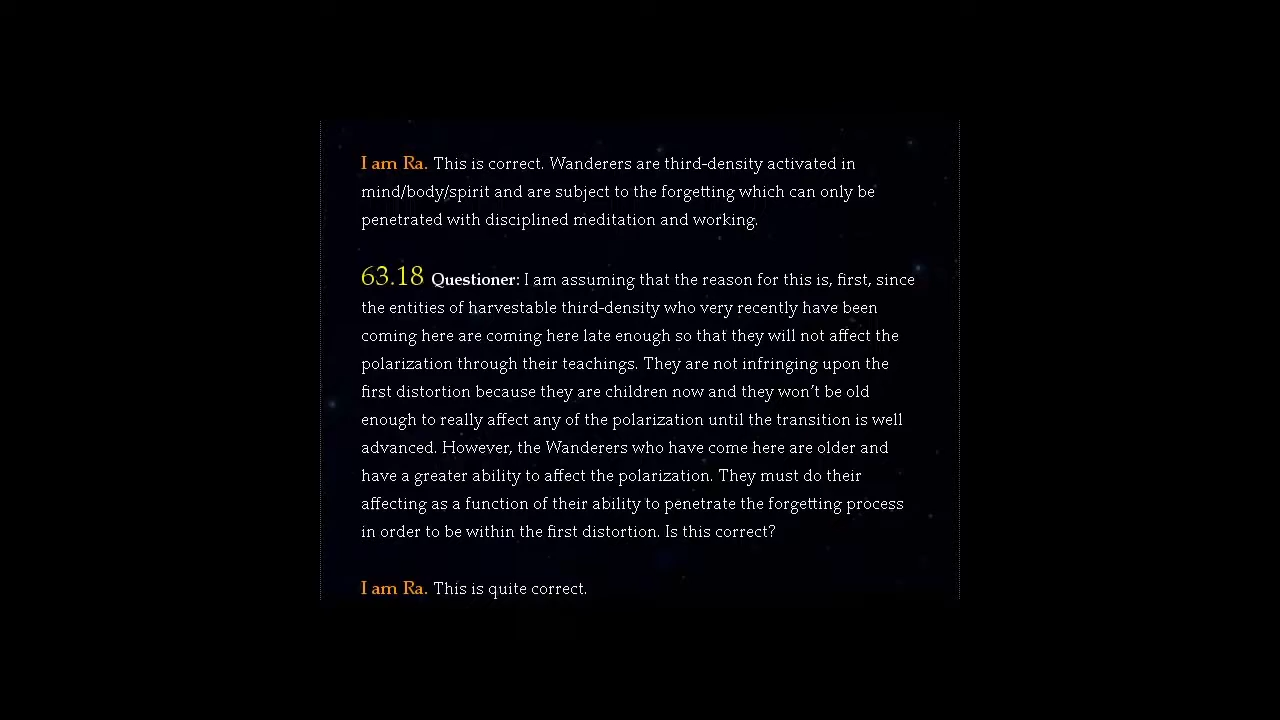 I am Ra. This is correct. Wanderers are third-density activated in
mind/body/spirit and are subject to the forgetting which can only be
penetrated with disciplined meditation and working.
63.18 Questioner: I am assuming that the reason for this is, first, since
the entities of harvestable third-density who very recently have been
coming here are coming here late enough so that they will not affect the
polarization through their teachings. They are not infringing upon the
first distortion because they are children now and they won’t be old
enough to really affect any of the polarization until the transition is well
advanced. However, the Wanderers who have come here are older and
have a greater ability to affect the polarization. They must do their
affecting as a function of their ability to penetrate the forgetting process
in order to be within the first distortion. Is this correct?
I am Ra. This is quite correct.